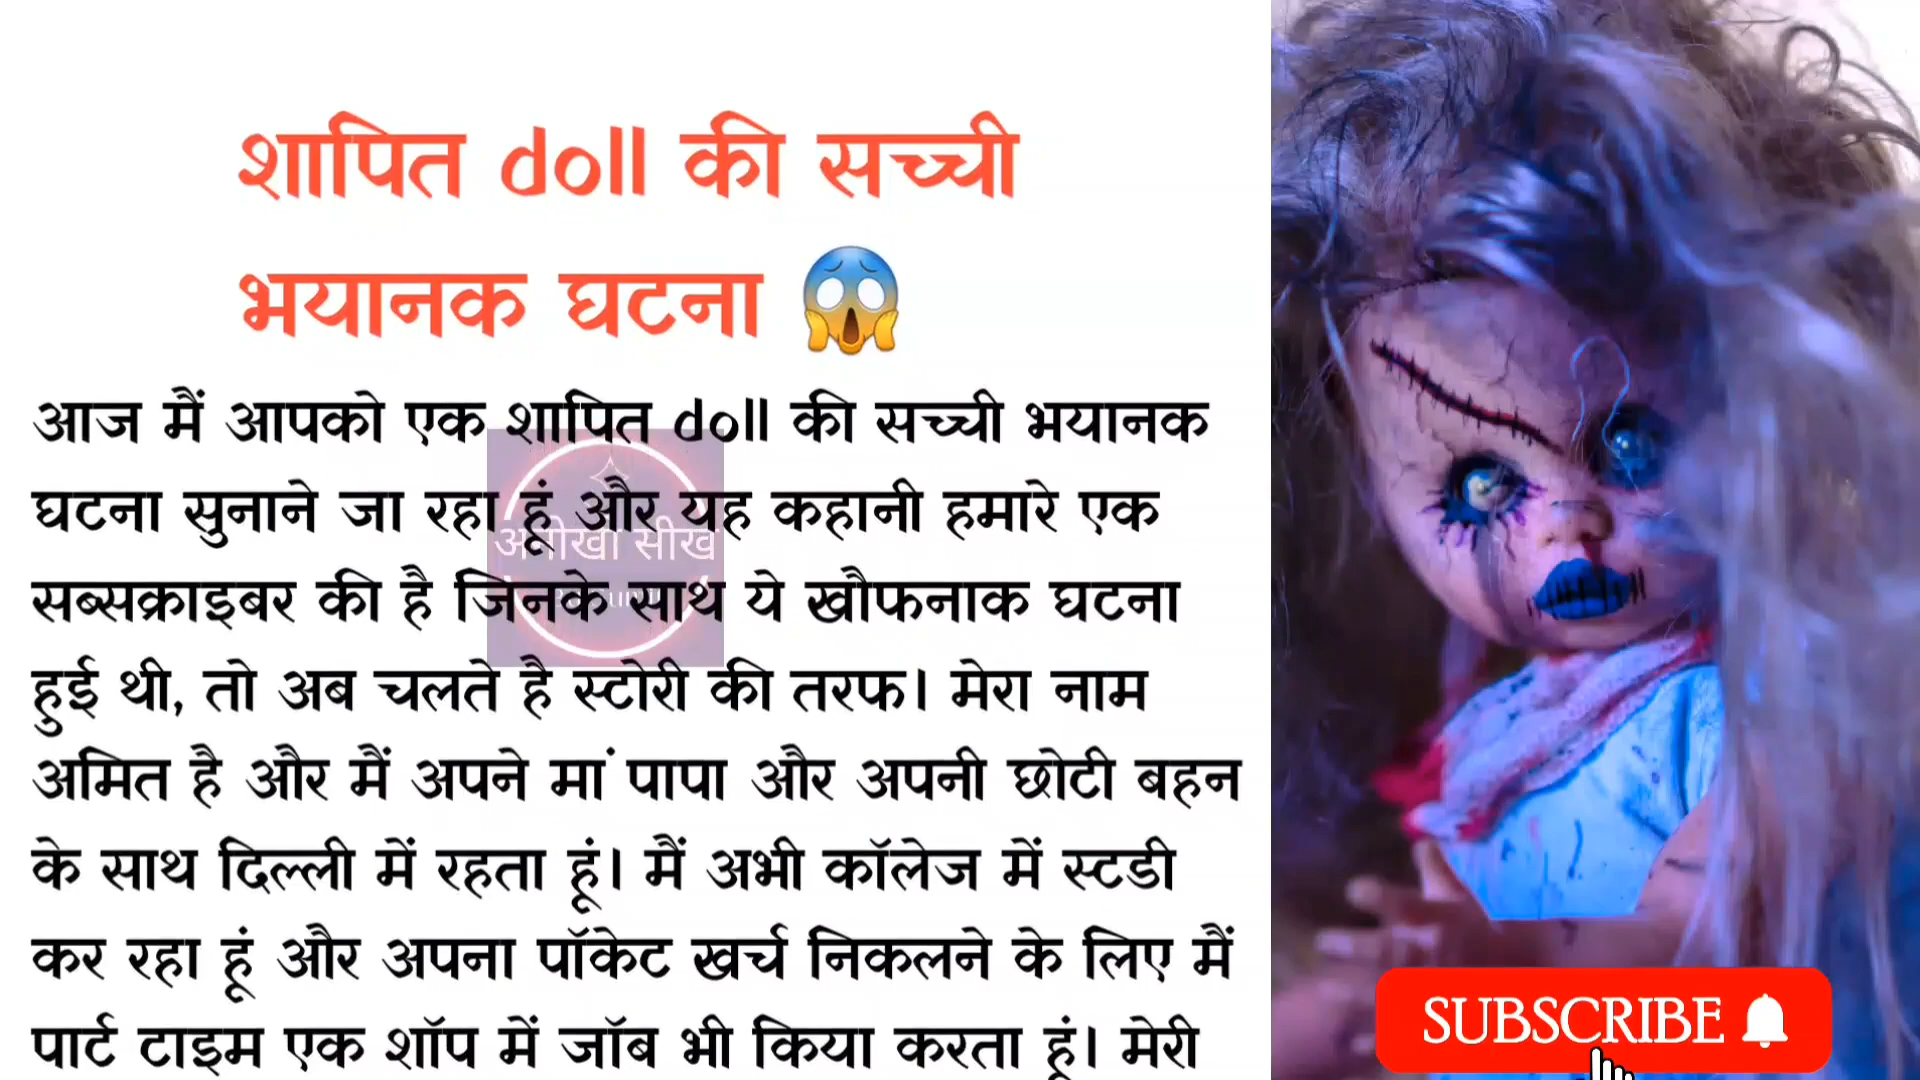 शापित doll की सच्ची
भयानक घटना 😱
आज मैं आपको एक शापित doll की सच्ची भयानक
घटना सुनाने जा रहा हूं और यह कहानी हमारे एक
सब्सक्राइबर की है जिनके साथ ये खौफनाक घटना
हुई थी, तो अब चलते है स्टोरी की तरफ। मेरा नाम
अमित है और मैं अपने मां पापा और अपनी छोटी बहन
के साथ दिल्ली में रहता हूं। मैं अभी कॉलेज में स्टडी
कर रहा हूं और अपना पॉकेट खर्च निकलने के लिए मैं
पार्ट टाइम एक शॉप में जॉब भी किया करता हूं। मेरी
अनोखा सीख
SUBSCRIBE